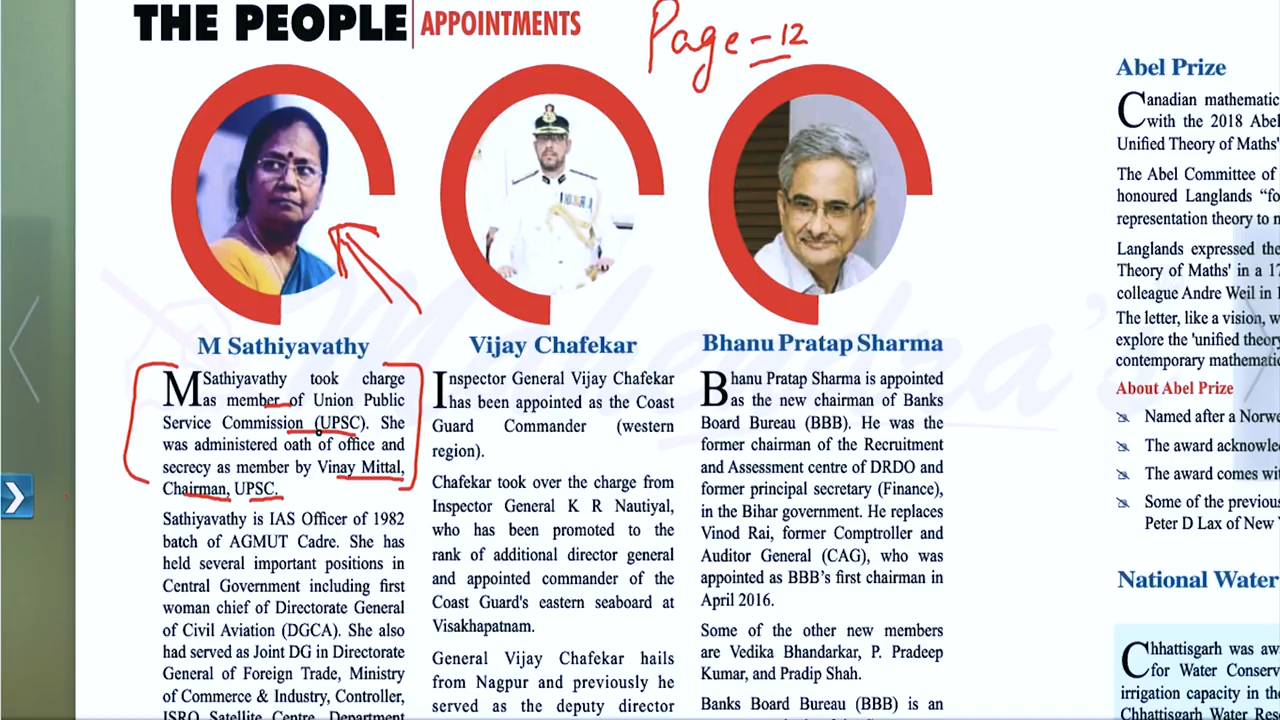 THE PEOPLE APPOINTMENTS
Page-12
M Sathiyavathy
M Sathiyavathy took charge
as member of Union Public
Service Commission (UPSC). She
was administered oath of office and
secrecy as member by Vinay Mittal,
Chairman, UPSC.
Sathiyavathy is IAS Officer of 1982
batch of AGMUT Cadre. She has
held several important positions in
Central Government including first
woman chief of Directorate General
of Civil Aviation (DGCA). She also
had served as Joint DG in Directorate
General of Foreign Trade, Ministry
of Commerce & Industry, Controller,
ISRO Satellite Centre, Department
Vijay Chafekar
Inspector General Vijay Chafekar
has been appointed as the Coast
Guard Commander (western
region).
Chafekar took over the charge from
Inspector General K R Nautiyal,
who has been promoted to the
rank of additional director general
and appointed commander of the
Coast Guard's eastern seaboard at
Visakhapatnam.
General Vijay Chafekar hails
from Nagpur and previously he
served as the deputy director
Bhanu Pratap Sharma
Bhanu Pratap Sharma is appointed
as the new chairman of Banks
Board Bureau (BBB). He was the
former chairman of the Recruitment
and Assessment centre of DRDO and
former principal secretary (Finance),
in the Bihar government. He replaces
Vinod Rai, former Comptroller and
Auditor General (CAG), who was
appointed as BBB's first chairman in
April 2016.
Some of the other new members
are Vedika Bhandarkar, P. Pradeep
Kumar, and Pradip Shah.
Banks Board Bureau (BBB) is an
Abel Prize
Canadian mathematic
with the 2018 Abel
Unified Theory of Maths'
The Abel Committee of
honoured Langlands "fo
representation theory to n
Langlands expressed the
Theory of Maths' in a 17
colleague Andre Weil in 1
The letter, like a vision, w
explore the 'unified theory
contemporary mathematic
About Abel Prize
Named after a Norw
The award acknowle
The award comes wit
Some of the previous
Peter D Lax of New Y
National Water
Chhattisgarh was aw
for Water Conserv
irrigation capacity in the
Chhattisgarh Water Res